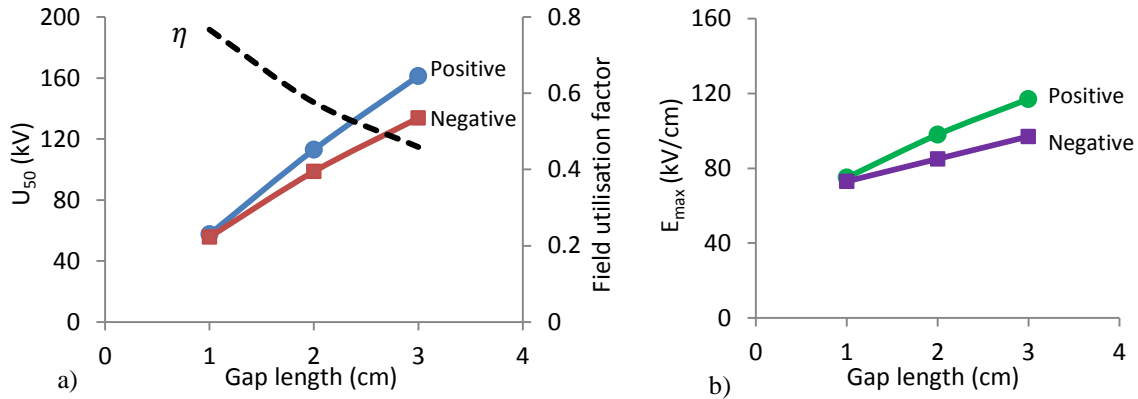 200
160
120
80
40
0
U50 (kV)
η
Positive
Negative
0.8
0.6
0.4
0.2
0
Field utilisation factor
0 1 2 3 4
Gap length (cm)
a)
160
120
80
40
0
Emax (kV/cm)
Positive
Negative
0 1 2 3 4
Gap length (cm)
b)